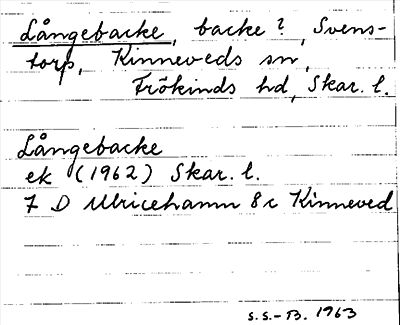 Långebacke, backe?, Svens-
torp, Kinneveds sn,
Frökinds hd, Skar. l.
Långebacke
ek (1962) Skar. l.
7 D Ulricehamn 8c Kinneved
S.S.-B. 1963